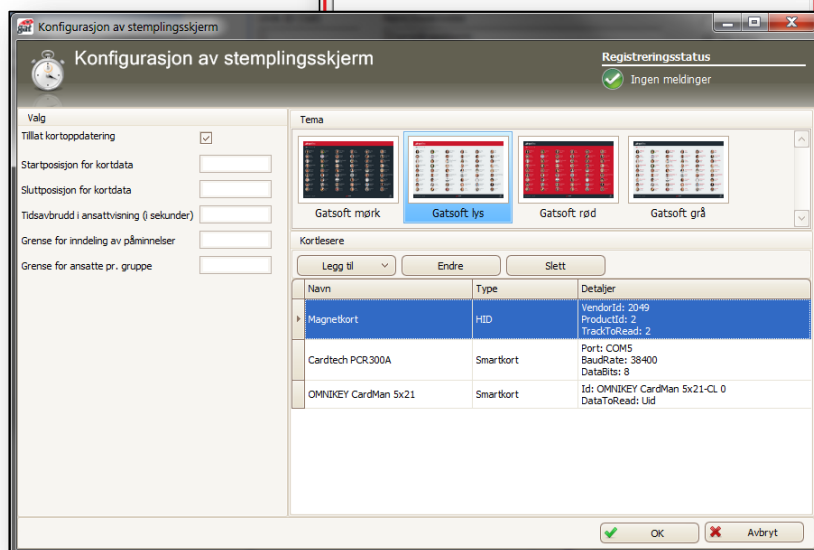 gat Konfigurasjon av stemplingsskjerm
Konfigurasjon av stemplingsskjerm
Registreringsstatus
Ingen meldinger
Valg
Tillat kortoppdatering
Startposisjon for kortdata
Sluttposisjon for kortdata
Tidsavbrudd i ansattvisning (i sekunder)
Grense for inndeling av påminnelser
Grense for ansatte pr. gruppe
Tema
Gatsoft mørk
Gatsoft lys
Gatsoft rød
Gatsoft grå
Kortlesere
Legg til
Endre
Slett
Navn Type Detaljer
Magnetkort HID VendorId: 2049
ProductId: 2
TrackToRead: 2
Cardtech PCR300A Smartkort Port: COM5
BaudRate: 38400
DataBits: 8
OMNIKEY CardMan 5x21 Smartkort Id: OMNIKEY CardMan 5x21-CL 0
DataToRead: Uid
OK
Avbryt